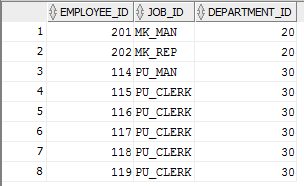 EMPLOYEE_ID JOB_ID DEPARTMENT_ID
1 201 MK_MAN 20
2 202 MK_REP 20
3 114 PU_MAN 30
4 115 PU_CLERK 30
5 116 PU_CLERK 30
6 117 PU_CLERK 30
7 118 PU_CLERK 30
8 119 PU_CLERK 30